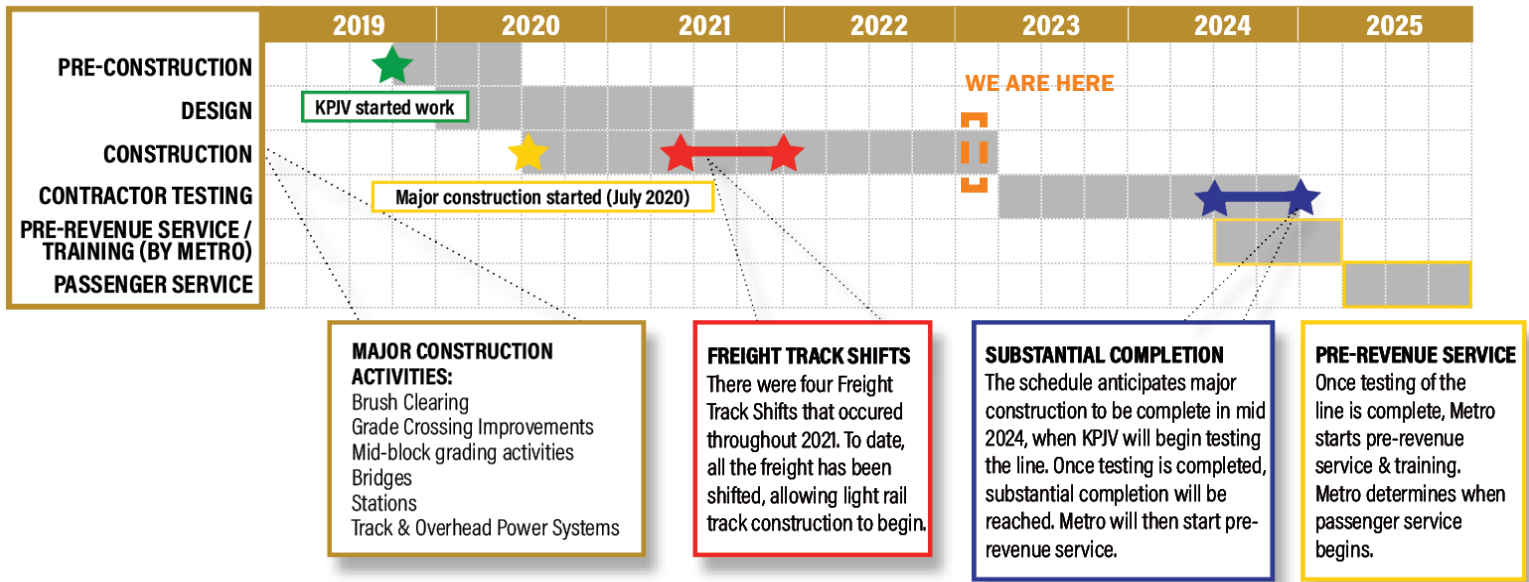 2019 2020 2021 2022 2023 2024 2025
PRE-CONSTRUCTION
WE ARE HERE
KPJV started work
DESIGN
CONSTRUCTION
CONTRACTOR TESTING
Major construction started (July 2020)
PRE-REVENUE SERVICE /
TRAINING (BY METRO)
PASSENGER SERVICE
MAJOR CONSTRUCTION
ACTIVITIES:
Brush Clearing
Grade Crossing Improvements
Mid-block grading activities
Bridges
Stations
Track & Overhead Power Systems
FREIGHT TRACK SHIFTS
There were four Freight
Track Shifts that occured
throughout 2021. To date,
all the freight has been
shifted, allowing light rail
track construction to begin.
SUBSTANTIAL COMPLETION
The schedule anticipates major
construction to be complete in mid
2024, when KPJV will begin testing
the line. Once testing is completed,
substantial completion will be
reached. Metro will then start pre-
revenue service.
PRE-REVENUE SERVICE
Once testing of the
line is complete, Metro
starts pre-revenue
service & training.
Metro determines when
passenger service
begins.